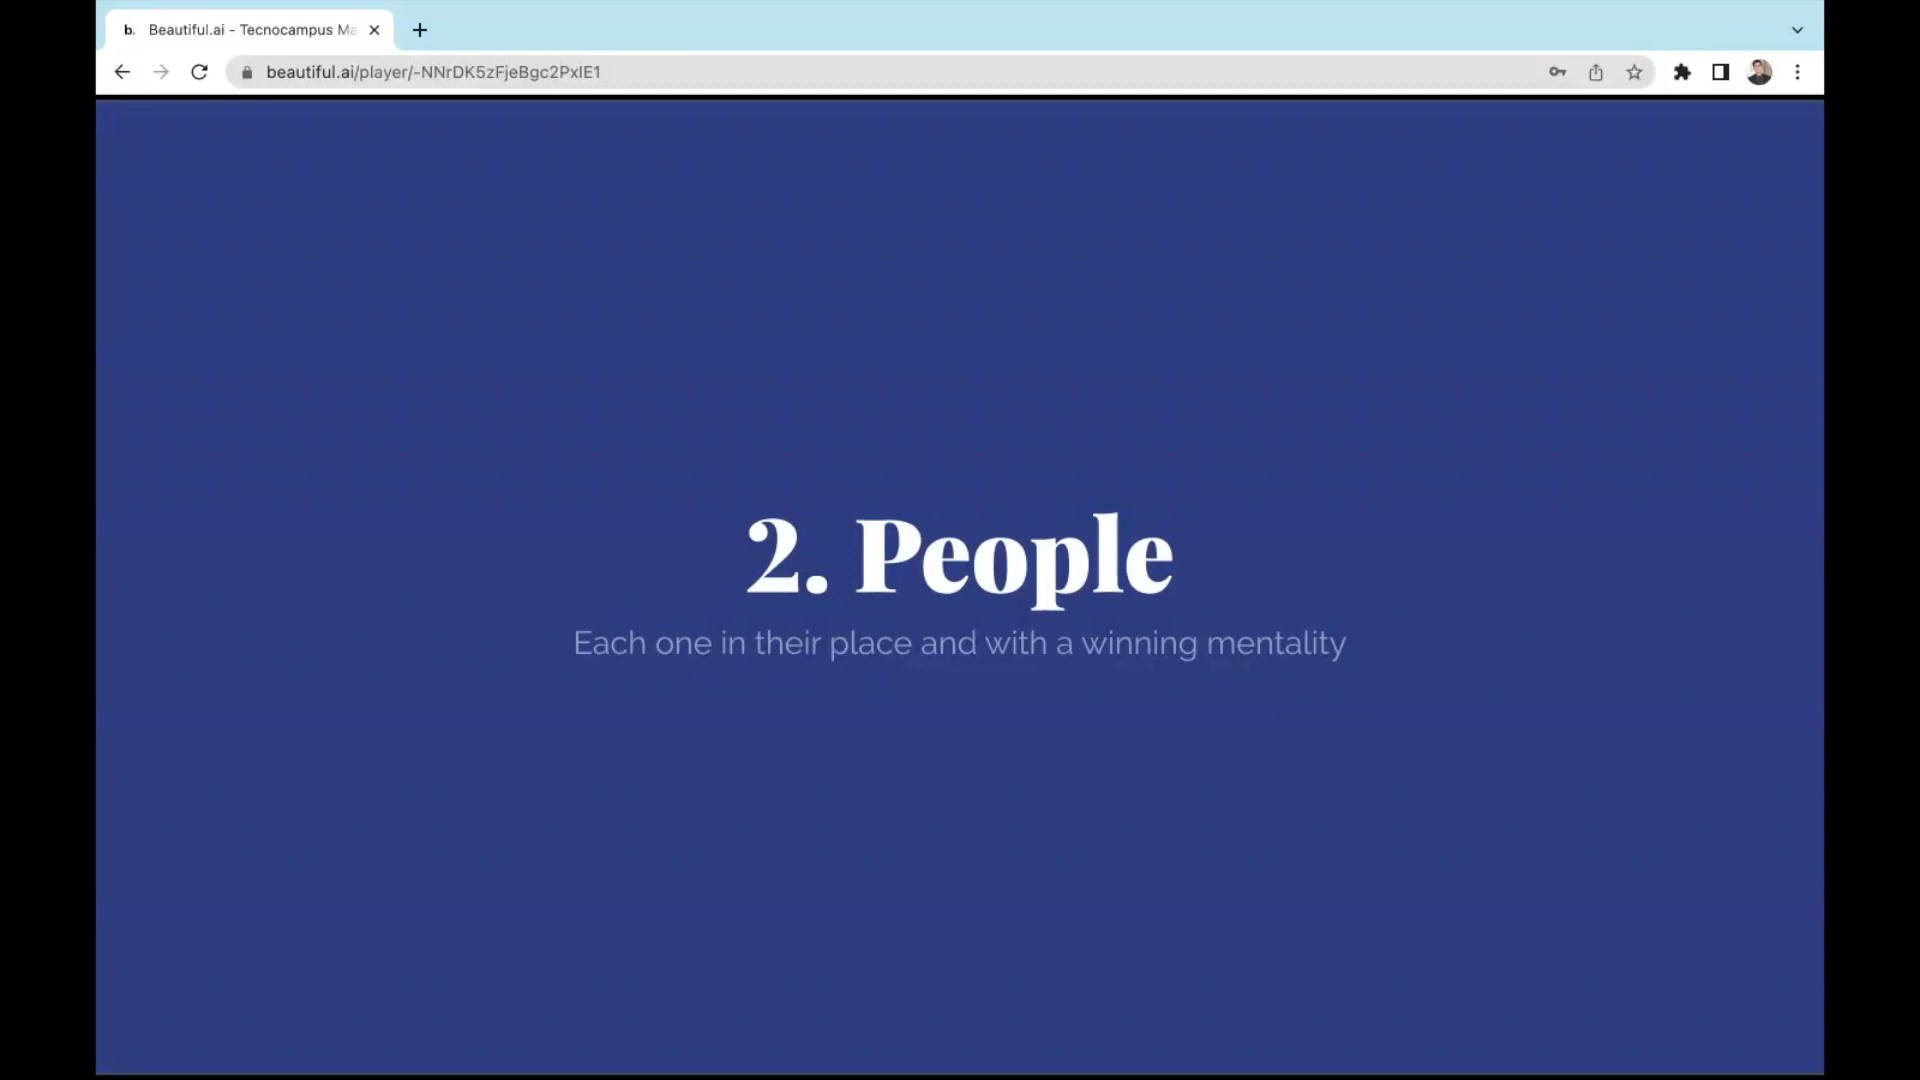 b. Beautiful.ai - Tecnocampus Ma
beautiful.ai/player/-NNrDK5zFjeBgc2PxIE1
2. People
Each one in their place and with a winning mentality